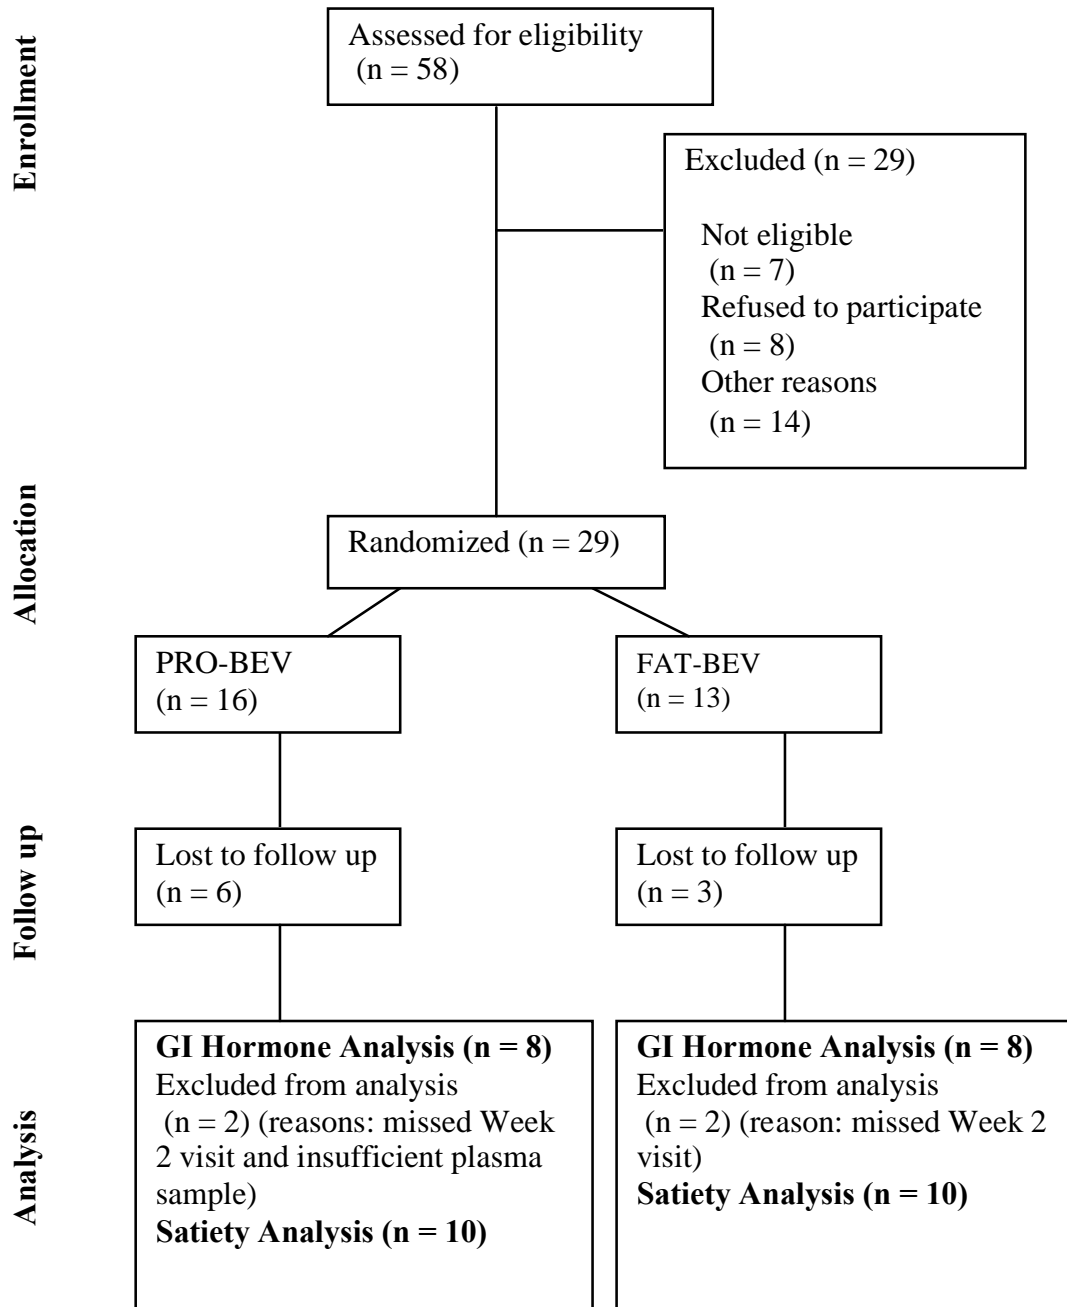 Enrollment
Assessed for eligibility
(n = 58)
Excluded (n = 29)
Not eligible
(n = 7)
Refused to participate
(n = 8)
Other reasons
(n = 14)
Allocation
Randomized (n = 29)
PRO-BEV
(n = 16)
FAT-BEV
(n = 13)
Follow up
Lost to follow up
(n = 6)
Lost to follow up
(n = 3)
Analysis
GI Hormone Analysis (n = 8)
Excluded from analysis
(n = 2) (reasons: missed Week
2 visit and insufficient plasma
sample)
Satiety Analysis (n = 10)
GI Hormone Analysis (n = 8)
Excluded from analysis
(n = 2) (reason: missed Week 2
visit)
Satiety Analysis (n = 10)